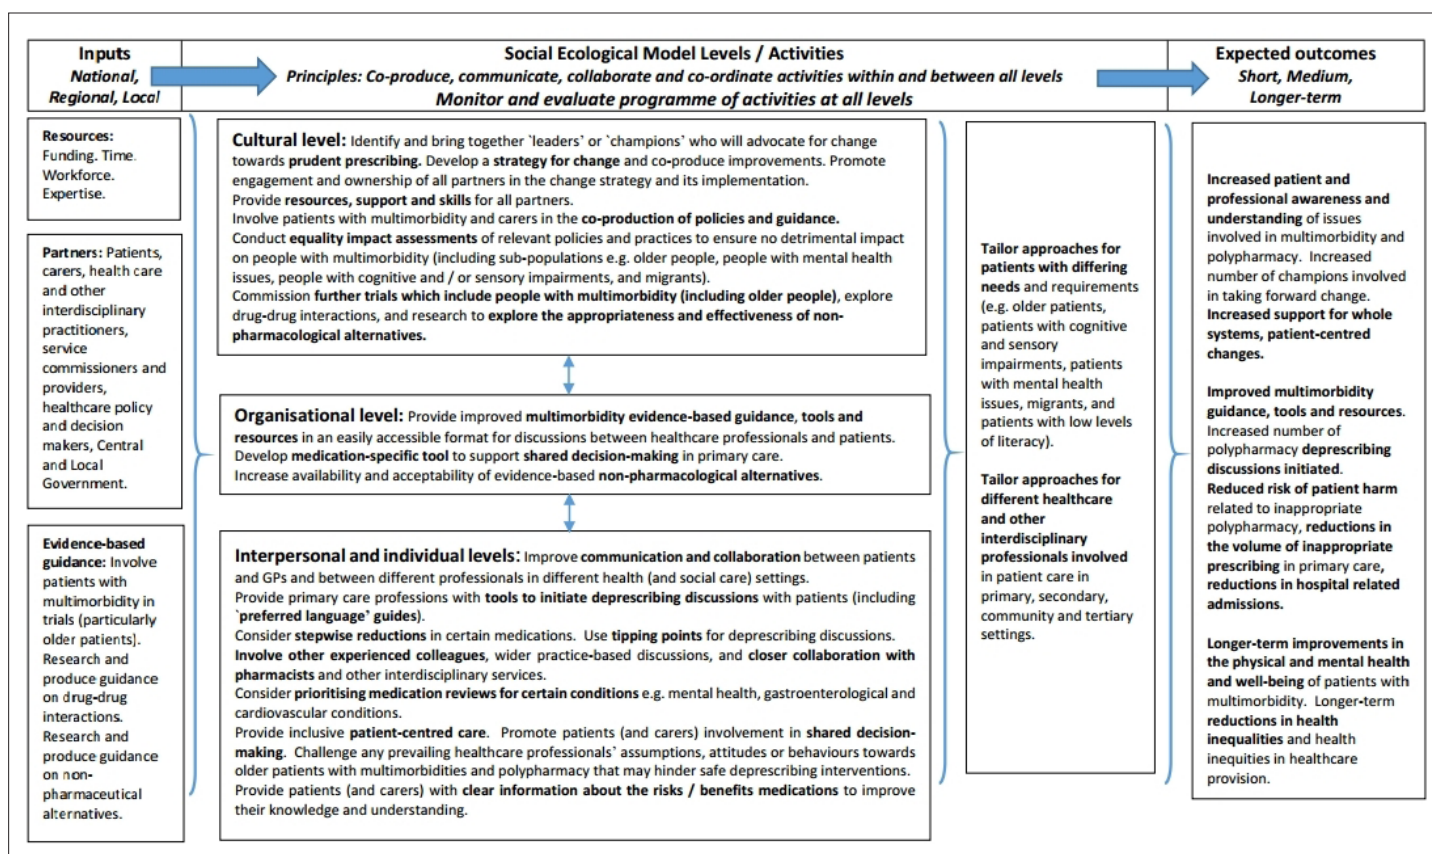 Inputs
National,
Regional, Local
Social Ecological Model Levels / Activities
Principles: Co-produce, communicate, collaborate and co-ordinate activities within and between all levels
Monitor and evaluate programme of activities at all levels
Expected outcomes
Short, Medium,
Longer-term
Resources:
Funding. Time.
Workforce.
Expertise.
Partners: Patients,
carers, health care
and other
interdisciplinary
practitioners,
service
commissioners and
providers,
healthcare policy
and decision
makers, Central
and Local
Government.
Evidence-based
guidance: Involve
patients with
multimorbidity in
trials (particularly
older patients).
Research and
produce guidance
on drug-drug
interactions.
Research and
produce guidance
on non-
pharmaceutical
alternatives.
Cultural level: Identify and bring together `leaders' or `champions' who will advocate for change
towards prudent prescribing. Develop a strategy for change and co-produce improvements. Promote
engagement and ownership of all partners in the change strategy and its implementation.
Provide resources, support and skills for all partners.
Involve patients with multimorbidity and carers in the co-production of policies and guidance.
Conduct equality impact assessments of relevant policies and practices to ensure no detrimental impact
on people with multimorbidity (including sub-populations e.g. older people, people with mental health
issues, people with cognitive and / or sensory impairments, and migrants).
Commission further trials which include people with multimorbidity (including older people), explore
drug-drug interactions, and research to explore the appropriateness and effectiveness of non-
pharmacological alternatives.
Organisational level: Provide improved multimorbidity evidence-based guidance, tools and
resources in an easily accessible format for discussions between healthcare professionals and patients.
Develop medication-specific tool to support shared decision-making in primary care.
Increase availability and acceptability of evidence-based non-pharmacological alternatives.
Interpersonal and individual levels: Improve communication and collaboration between patients
and GPs and between different professionals in different health (and social care) settings.
Provide primary care professions with tools to initiate deprescribing discussions with patients (including
`preferred language' guides).
Consider stepwise reductions in certain medications. Use tipping points for deprescribing discussions.
Involve other experienced colleagues, wider practice-based discussions, and closer collaboration with
pharmacists and other interdisciplinary services.
Consider prioritising medication reviews for certain conditions e.g. mental health, gastroenterological and
cardiovascular conditions.
Provide inclusive patient-centred care. Promote patients (and carers) involvement in shared decision-
making. Challenge any prevailing healthcare professionals' assumptions, attitudes or behaviours towards
older patients with multimorbidities and polypharmacy that may hinder safe deprescribing interventions.
Provide patients (and carers) with clear information about the risks / benefits medications to improve
their knowledge and understanding.
Tailor approaches for
patients with differing
needs and requirements
(e.g. older patients,
patients with cognitive
and sensory
impairments, patients
with mental health
issues, migrants, and
patients with low levels
of literacy).
Tailor approaches for
different healthcare
and other
interdisciplinary
professionals involved
in patient care in
primary, secondary,
community and tertiary
settings.
Increased patient and
professional awareness and
understanding of issues
involved in multimorbidity and
polypharmacy. Increased
number of champions involved
in taking forward change.
Increased support for whole
systems, patient-centred
changes.
Improved multimorbidity
guidance, tools and resources.
Increased number of
polypharmacy deprescribing
discussions initiated.
Reduced risk of patient harm
related to inappropriate
polypharmacy, reductions in
the volume of inappropriate
prescribing in primary care,
reductions in hospital related
admissions.
Longer-term improvements in
the physical and mental health
and well-being of patients with
multimorbidity. Longer-term
reductions in health
inequalities and health
inequities in healthcare
provision.